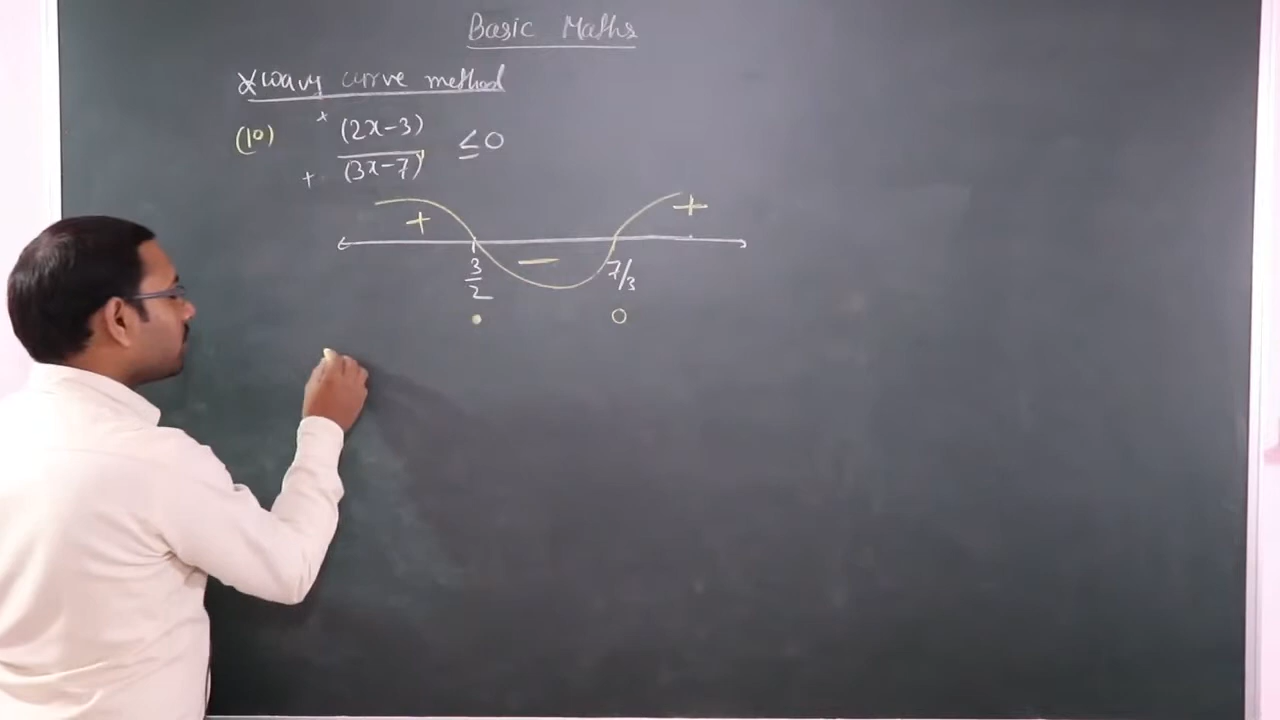 Basic Maths
* wavy curve method
(10) + (2x-3)
+ (3x-7) ≤0
+ - +
3/2 7/3
• o